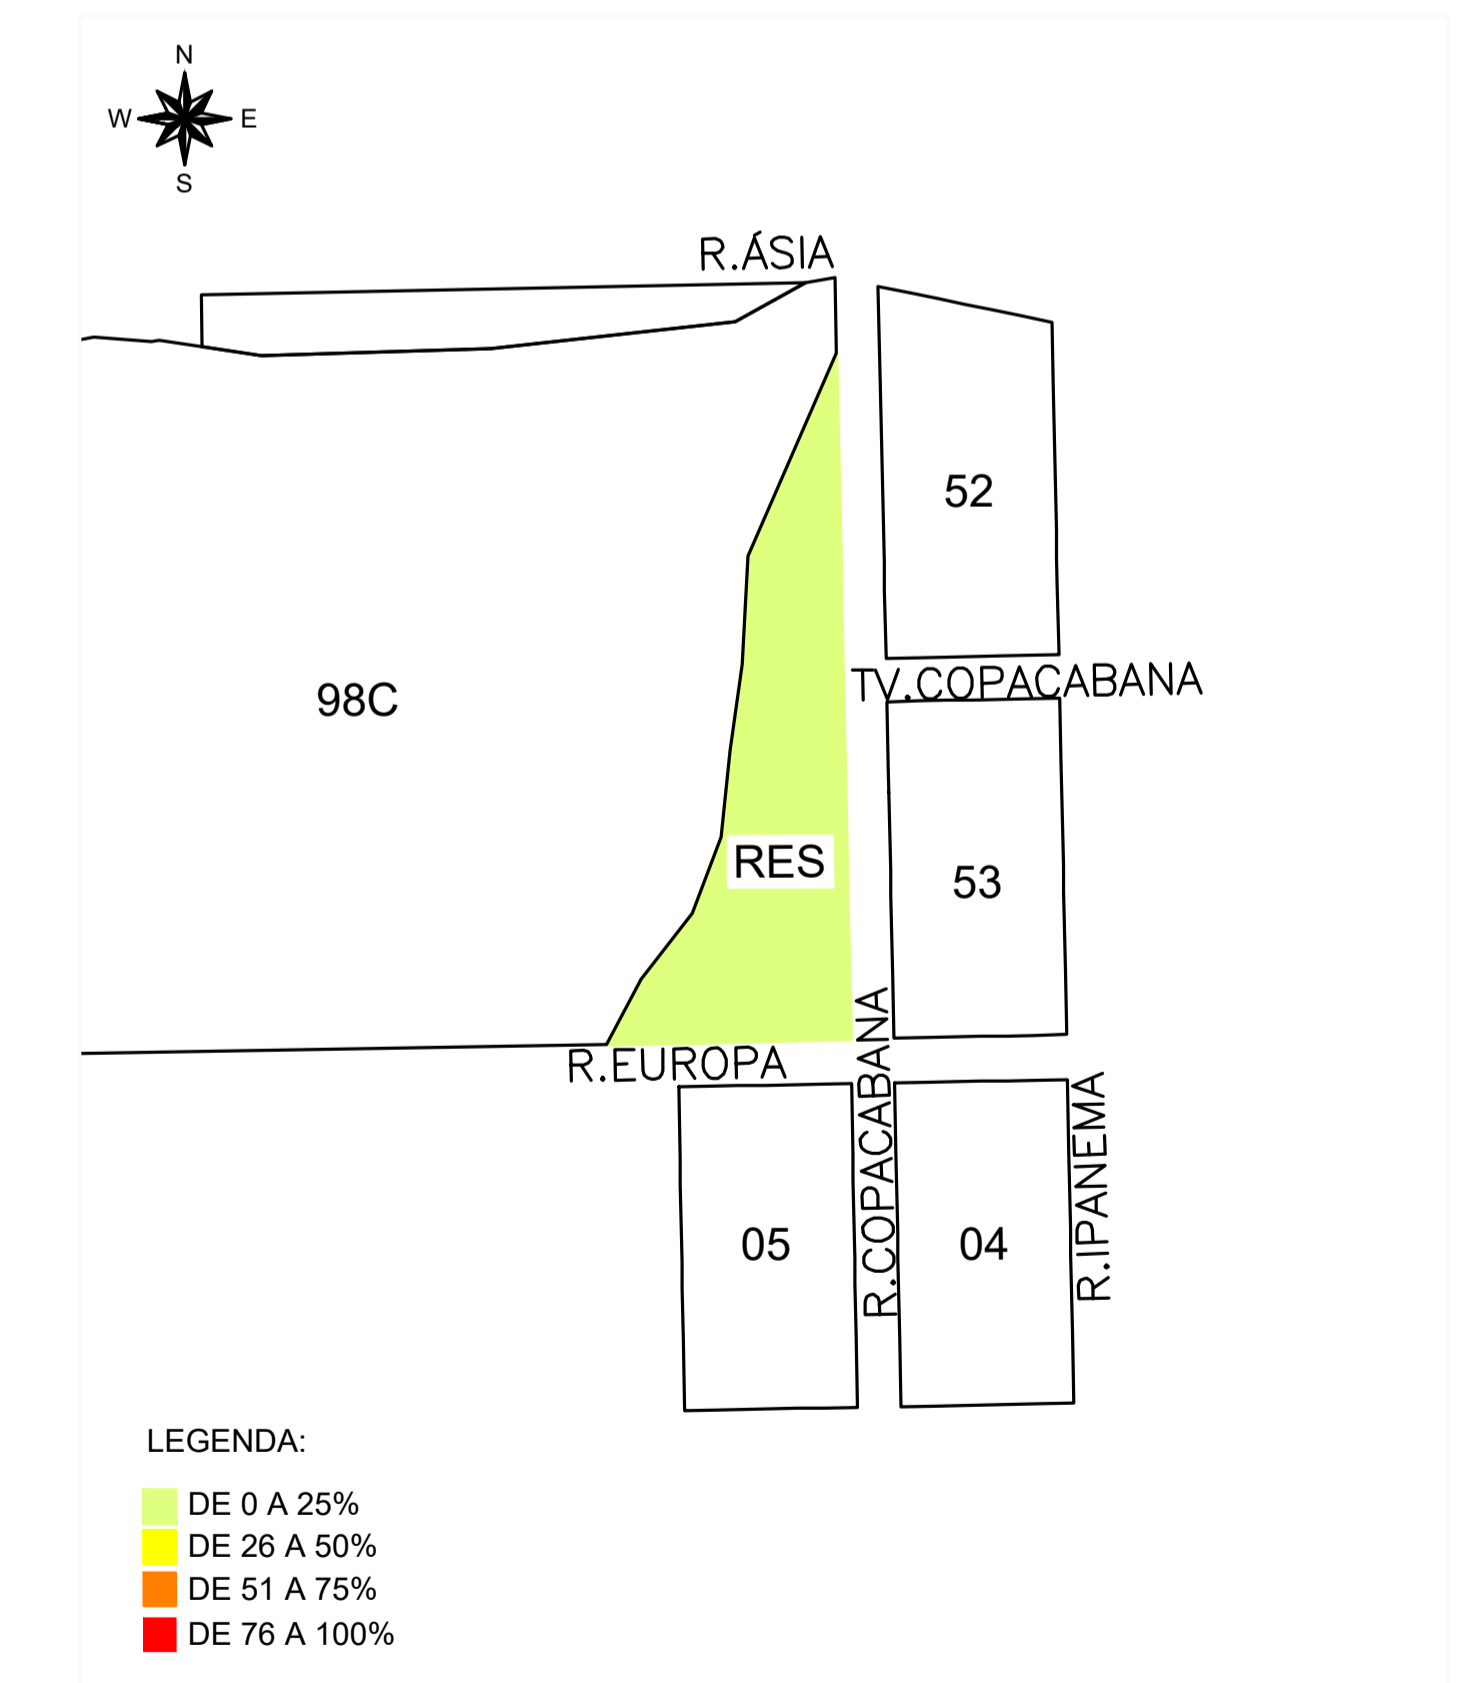 N
W E
S
R.ÁSIA
52
TV.COPACABANA
98C
RES
53
R.EUROPA
R.COPACABANA
R.IPANEMA
05
04
LEGENDA:
DE 0 A 25%
DE 26 A 50%
DE 51 A 75%
DE 76 A 100%